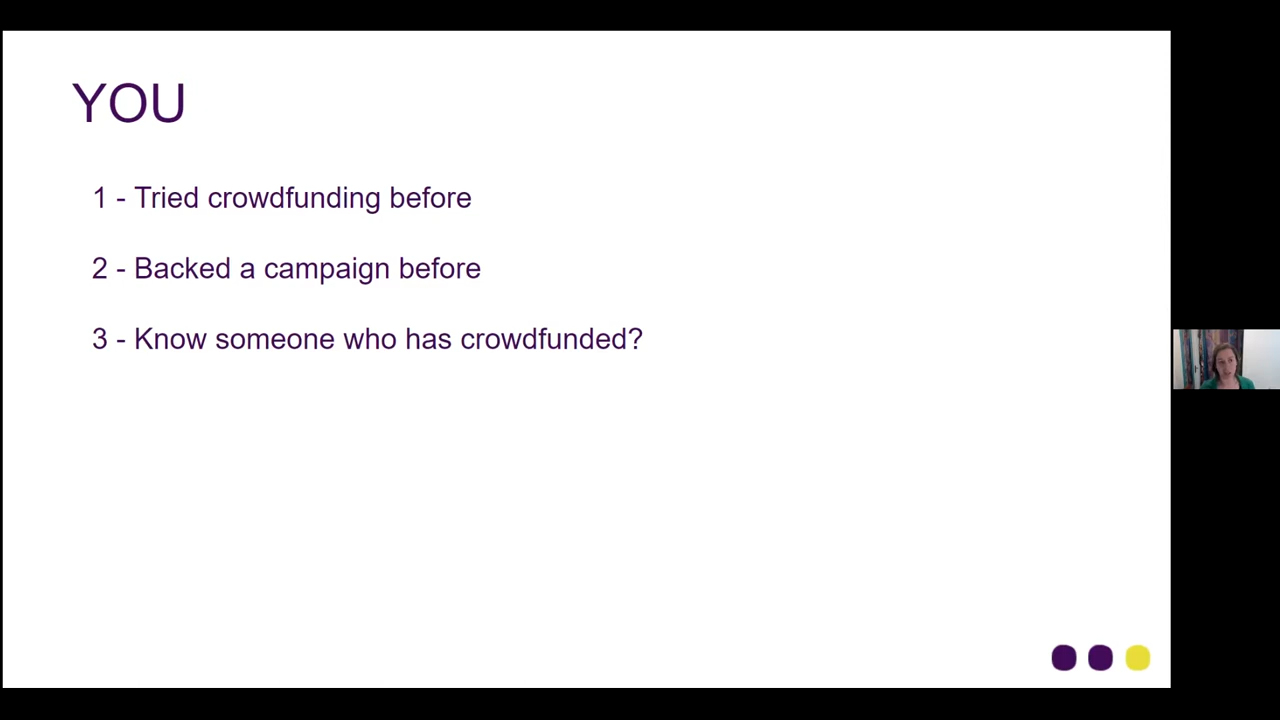 YOU
1 - Tried crowdfunding before
2 - Backed a campaign before
3 - Know someone who has crowdfunded?